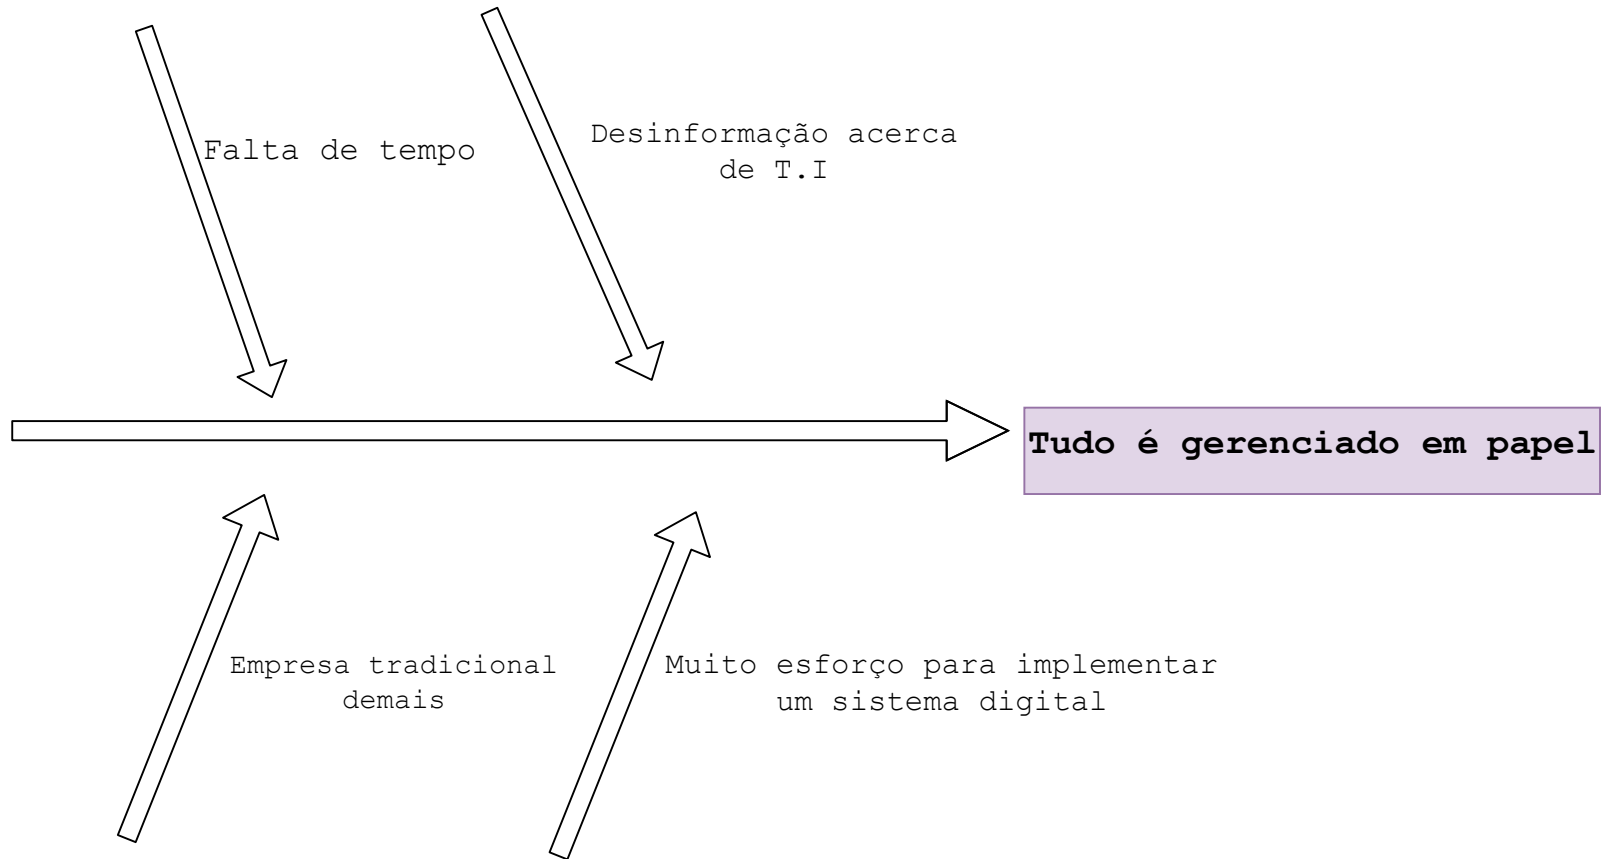 Falta de tempo
Desinformação acerca
de T.I
Tudo é gerenciado em papel
Empresa tradicional
demais
Muito esforço para implementar
um sistema digital